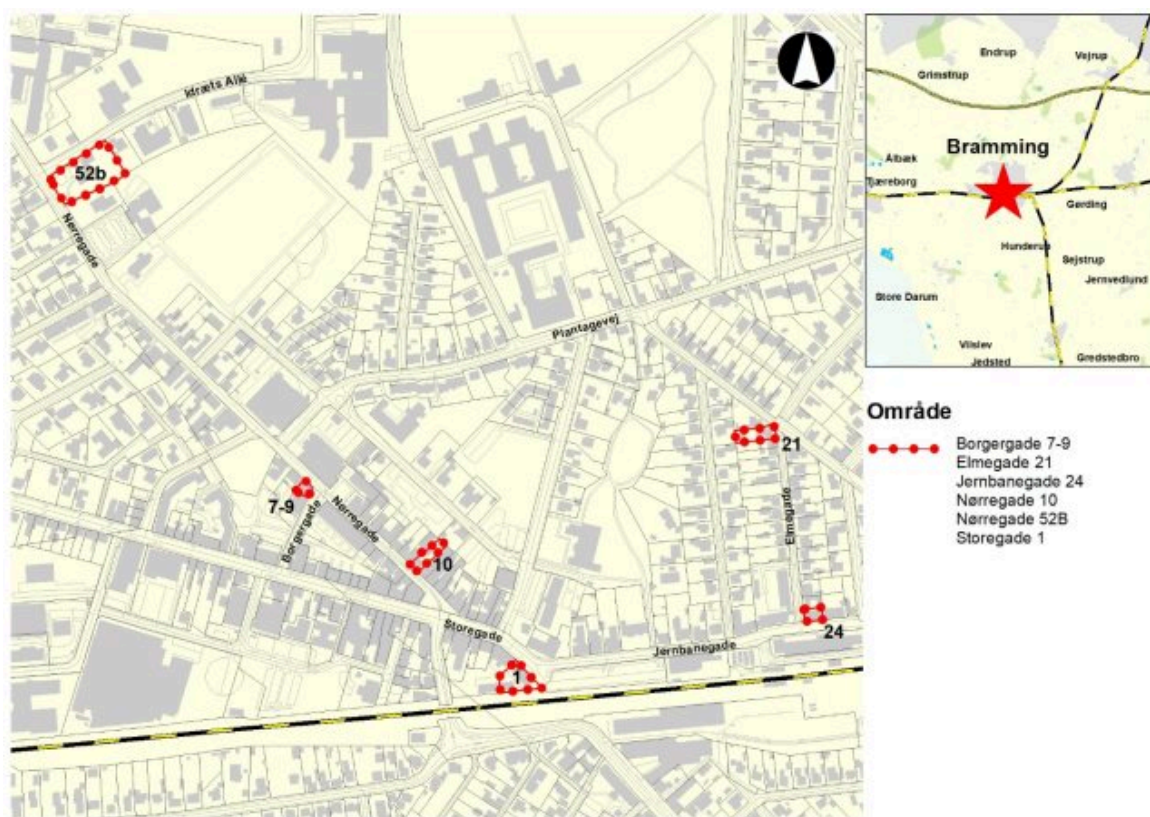 Idræts Allé
52b
Nørregade
Plantagevej
21
7-9
Borgergade
Nørregade
10
Elmegade
Storegade
1
Jernbanegade
24
Endrup
Vejrup
Grimstrup
Bramming
Ålbæk
Tjæreborg
Gørding
Hunderup
Sejstrup
Jernvedlund
Store Darum
Vilslev
Jedsted
Gredstedbro
Område
Borgergade 7-9
Elmegade 21
Jernbanegade 24
Nørregade 10
Nørregade 52B
Storegade 1